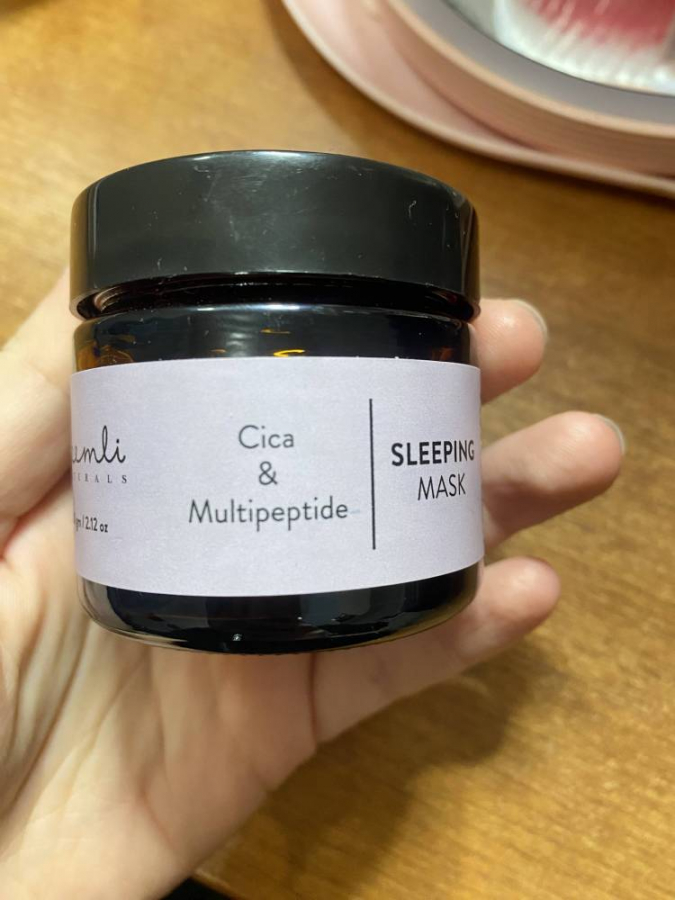 Cica
&
Multipeptide
SLEEPING
MASK
2.12 oz